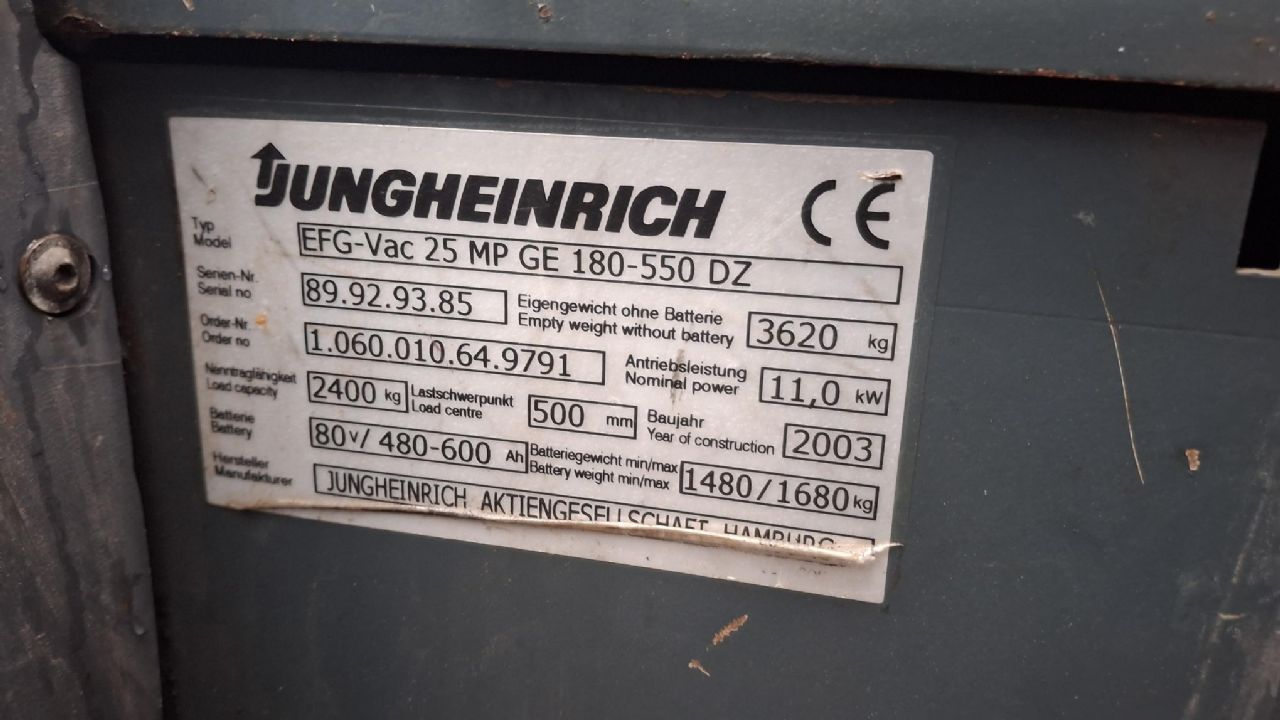 JUNGHEINRICH CE
Typ
Model
EFG-Vac 25 MP GE 180-550 DZ
Serien-Nr.
Serial no
89.92.93.85
Eigengewicht ohne Batterie
Empty weight without battery
3620 kg
Order-Nr.
Order no
1.060.010.64.9791
Antriebsleistung
Nominal power
11,0 kW
Nenntragfähigkeit
Load capacity
2400 kg
Lastschwerpunkt
Load centre
500 mm
Baujahr
Year of construction
2003
Batterie
Battery
80V/ 480-600 Ah
Batteriegewicht min/max
Battery weight min/max
1480/1680 kg
Hersteller
Manufakturer
JUNGHEINRICH AKTIENGESELLSCHAFT HAMBURG